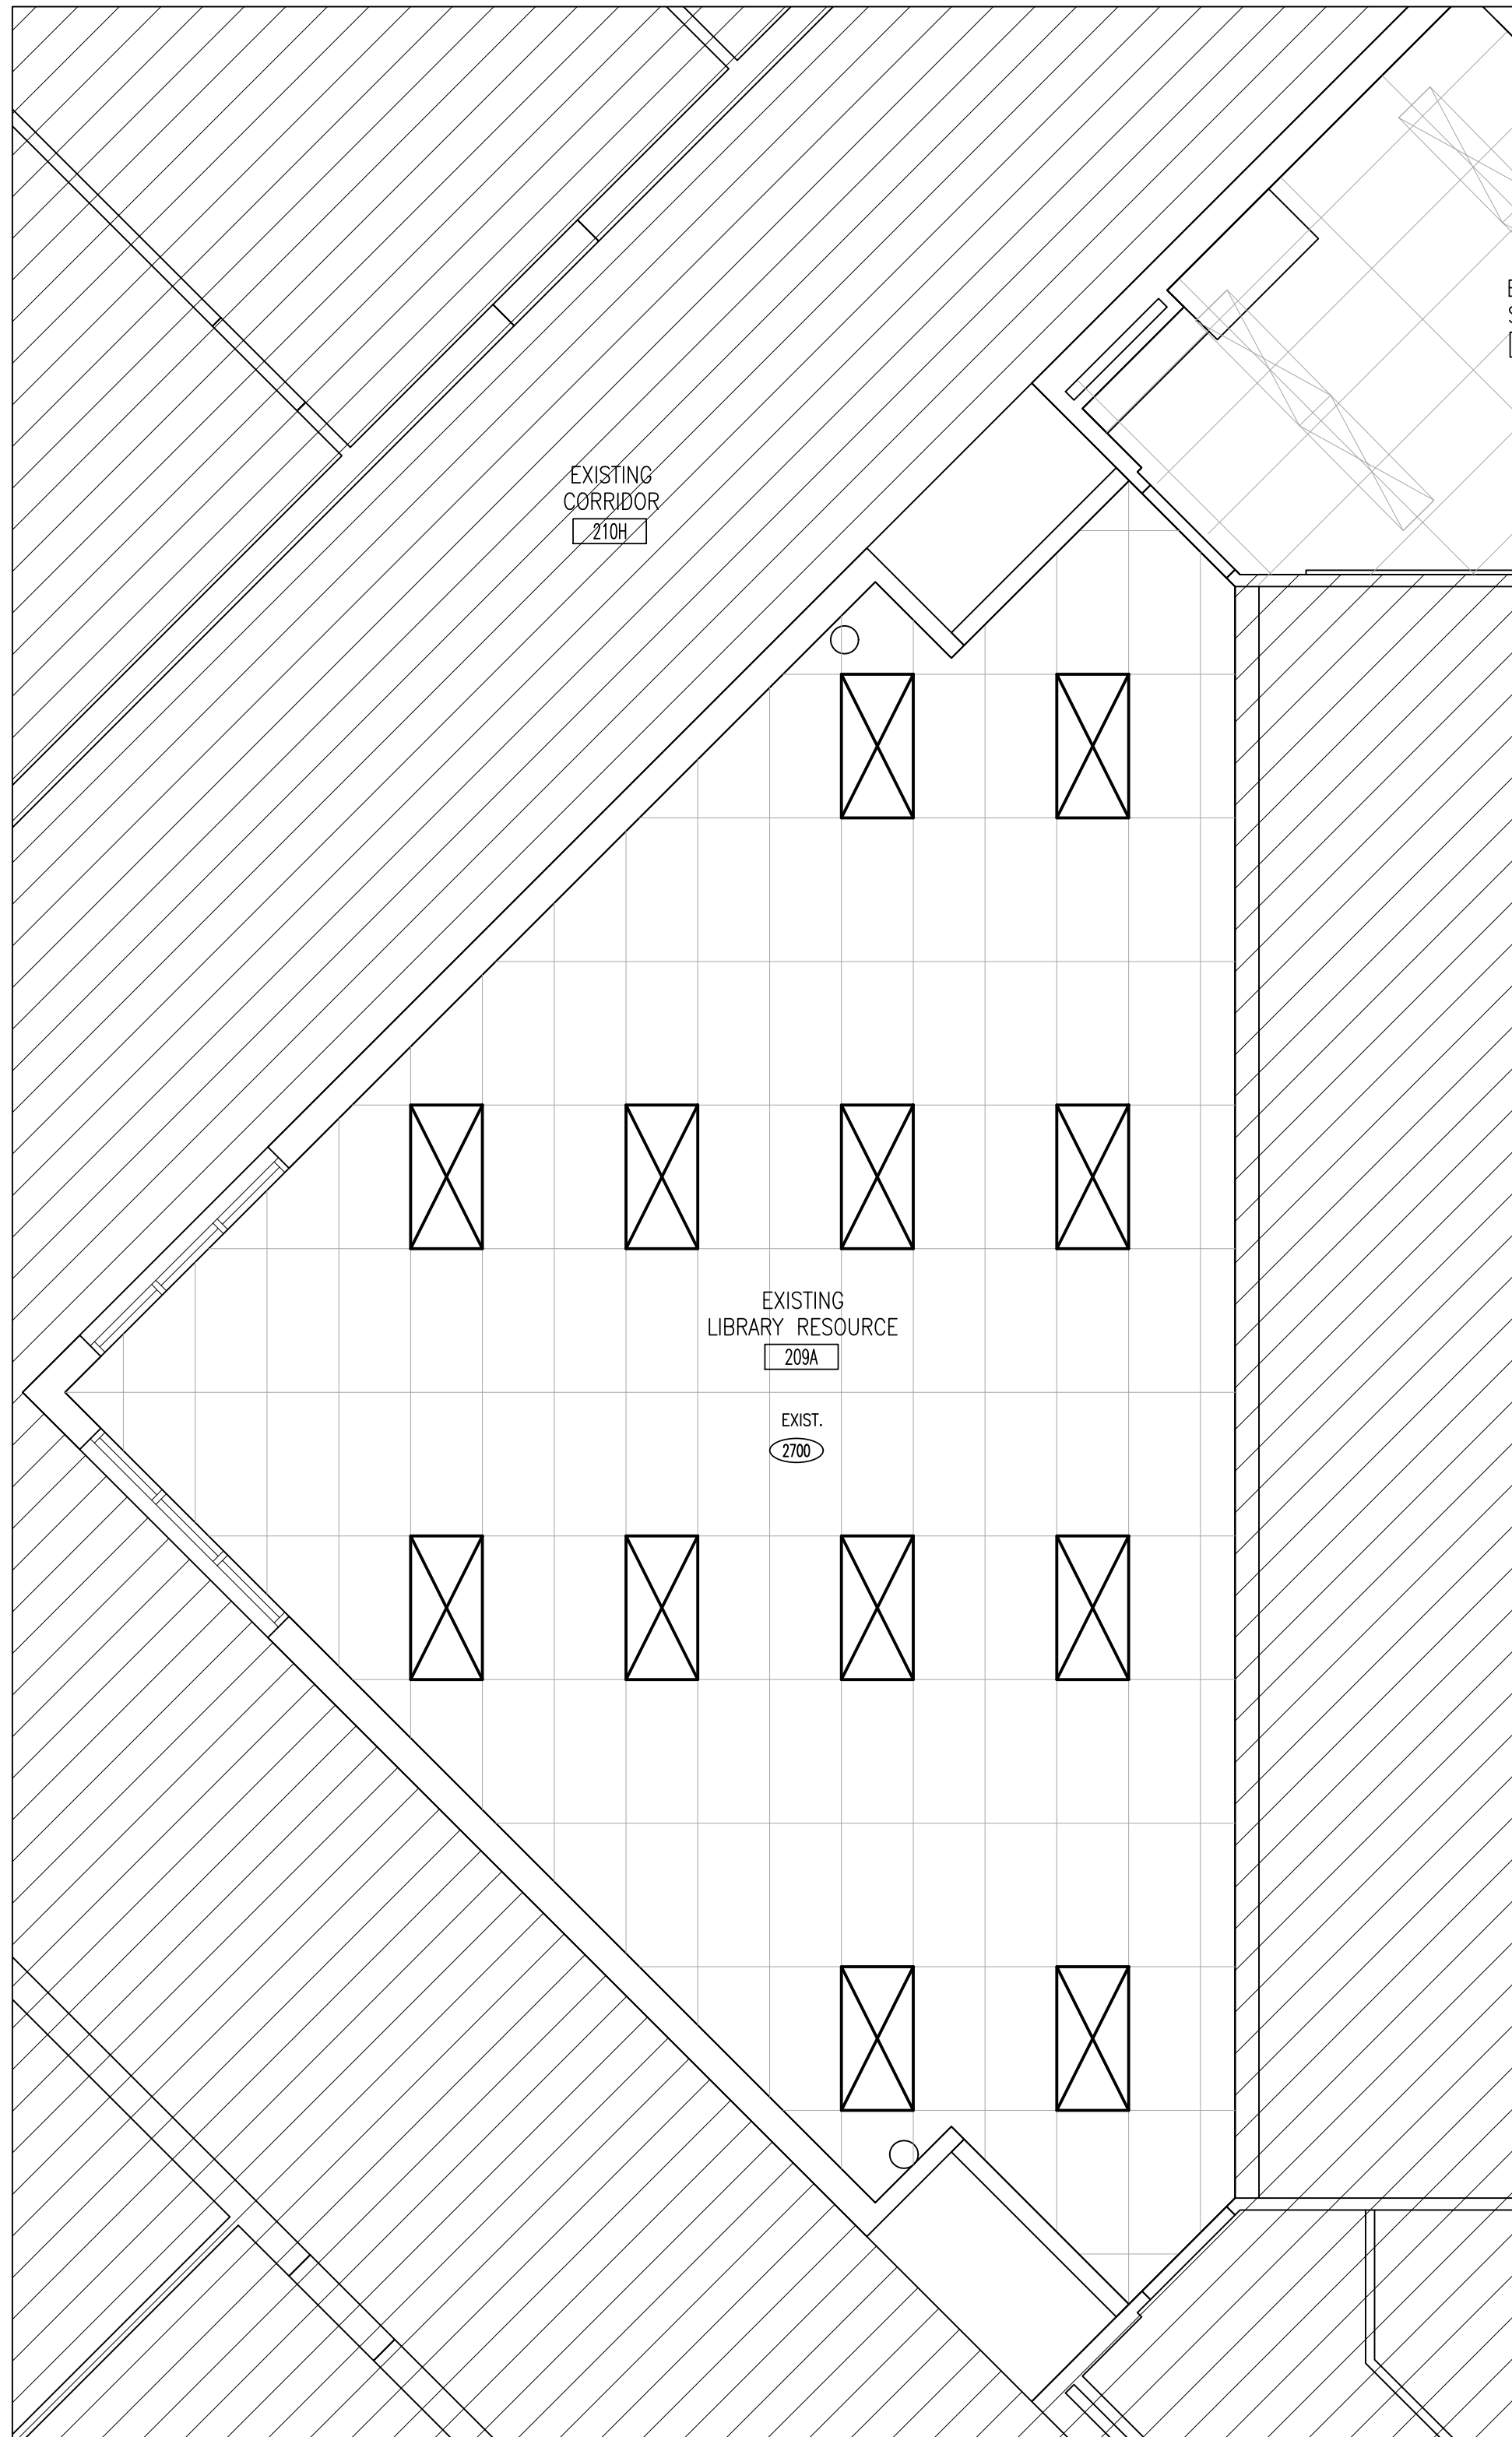 EXISTING
CORRIDOR
210H
EXISTING
LIBRARY RESOURCE
209A
EXIST.
2700